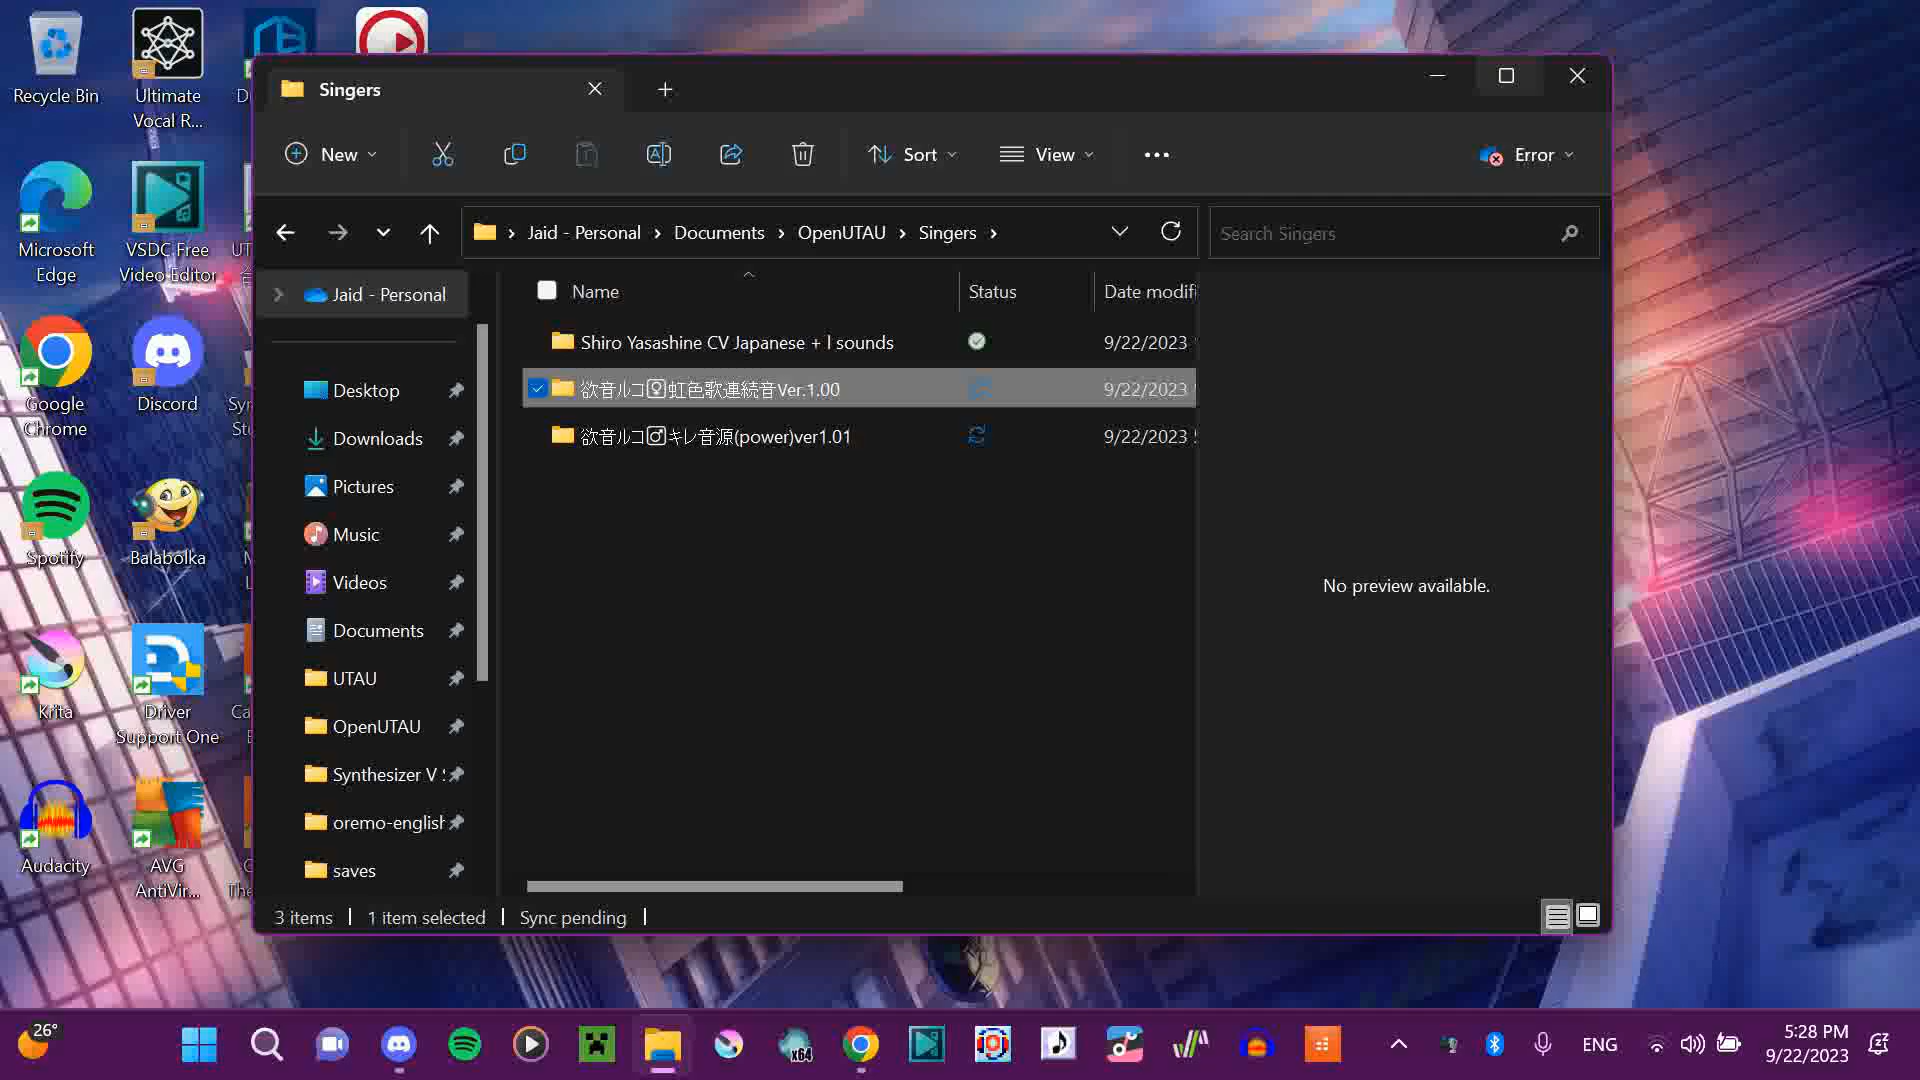 Recycle Bin
Ultimate
Vocal R...
Microsoft
Edge
VSDC Free
Video Editor
Google
Chrome
Discord
Spotify
Balabolka
Krita
Driver
Support One
Audacity
AVG
AntiVir...
Singers
New
Sort
View
Error
Jaid - Personal
Documents
OpenUTAU
Singers
Search Singers
Jaid - Personal
Desktop
Downloads
Pictures
Music
Videos
Documents
UTAU
OpenUTAU
Synthesizer V
oremo-english
saves
Name
Status
Date modif
Shiro Yasashine CV Japanese + l sounds
9/22/2023
欲音ルコ♀虹色歌連続音Ver.1.00
9/22/2023
欲音ルコ♂キレ音源(power)ver1.01
9/22/2023
No preview available.
3 items
1 item selected
Sync pending
26°
x64
ENG
5:28 PM
9/22/2023